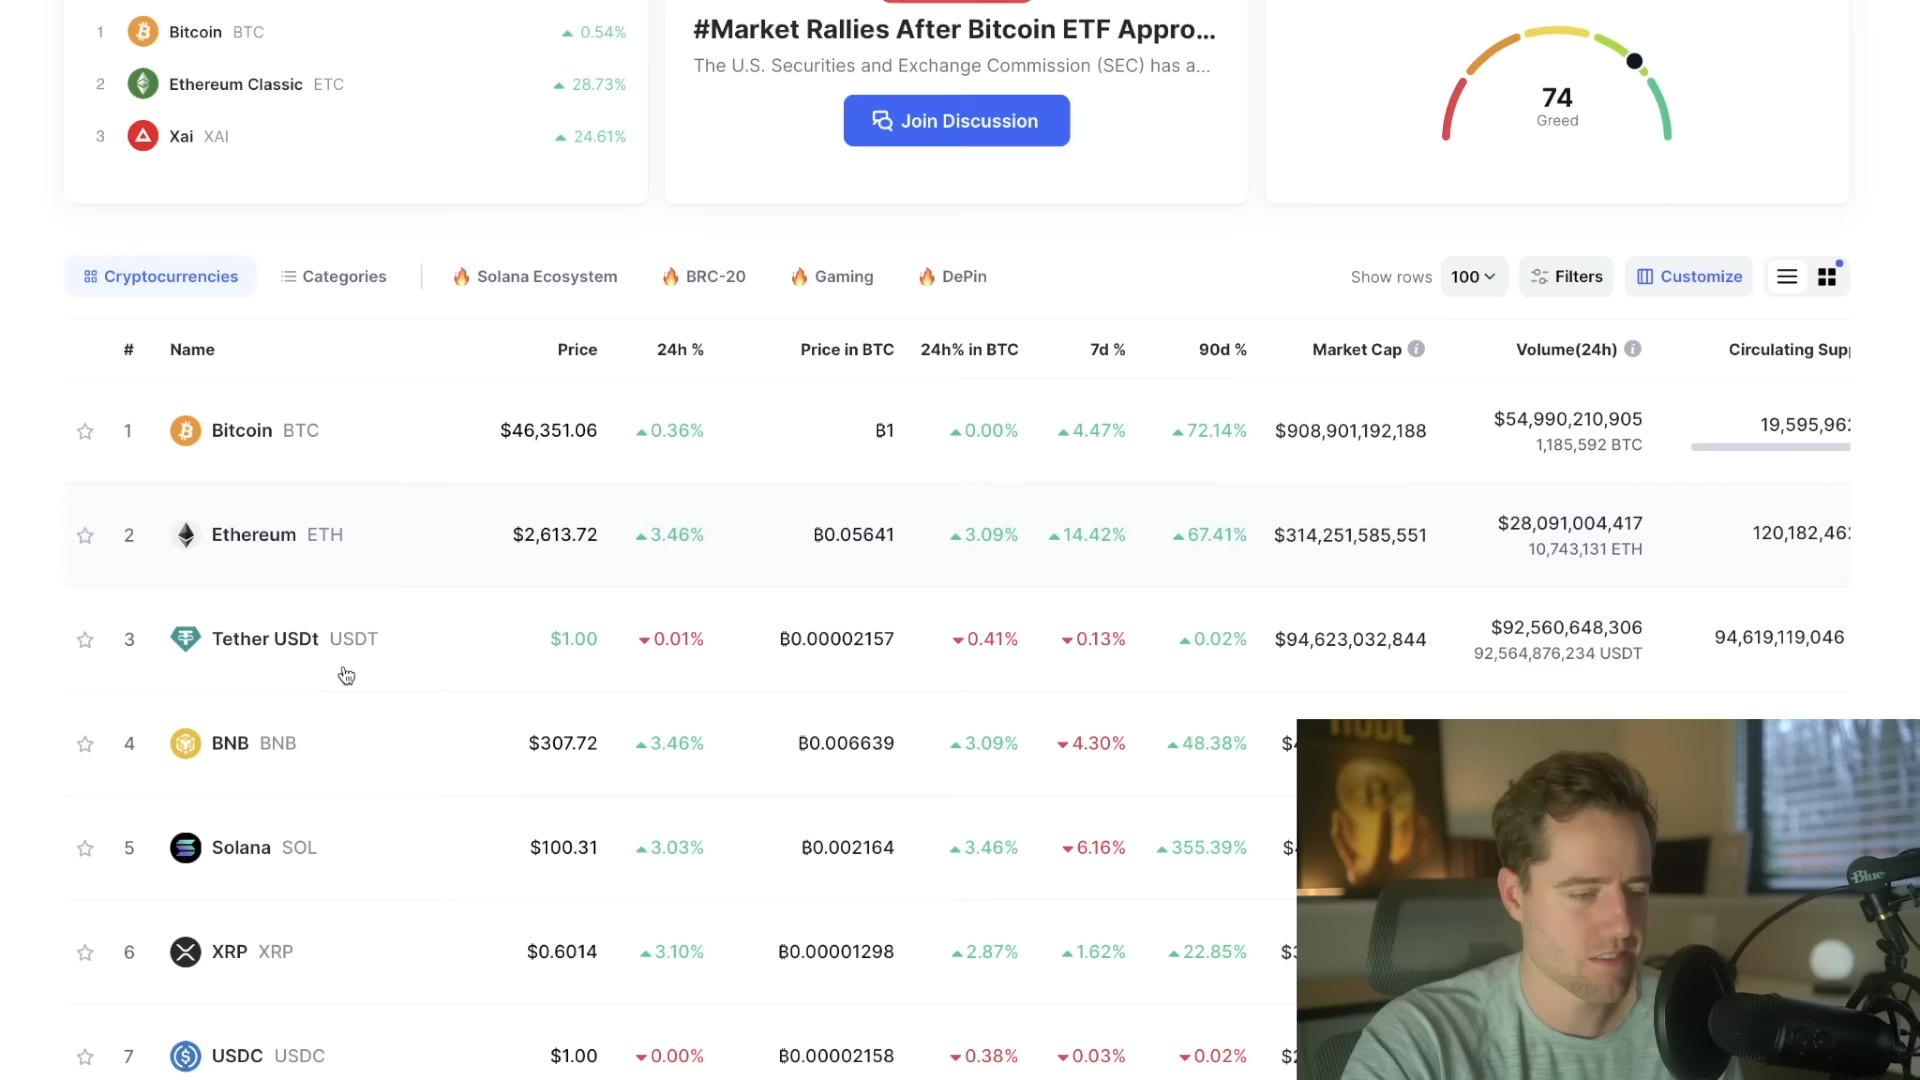 1 Bitcoin BTC 0.54%
2 Ethereum Classic ETC 28.73%
3 Xai XAI 24.61%
#Market Rallies After Bitcoin ETF Appro...
The U.S. Securities and Exchange Commission (SEC) has a...
Join Discussion
74
Greed
Cryptocurrencies Categories Solana Ecosystem BRC-20 Gaming DePin Show rows 100 Filters Customize
# Name Price 24h % Price in BTC 24h% in BTC 7d % 90d % Market Cap Volume(24h) Circulating Supp
1 Bitcoin BTC $46,351.06 0.36% ₿1 0.00% 4.47% 72.14% $908,901,192,188 $54,990,210,905 19,595,962
1,185,592 BTC
2 Ethereum ETH $2,613.72 3.46% ₿0.05641 3.09% 14.42% 67.41% $314,251,585,551 $28,091,004,417 120,182,462
10,743,131 ETH
3 Tether USDt USDT $1.00 0.01% ₿0.00002157 0.41% 0.13% 0.02% $94,623,032,844 $92,560,648,306 94,619,119,046
92,564,876,234 USDT
4 BNB BNB $307.72 3.46% ₿0.006639 3.09% 4.30% 48.38% $
5 Solana SOL $100.31 3.03% ₿0.002164 3.46% 6.16% 355.39% $
6 XRP XRP $0.6014 3.10% ₿0.00001298 2.87% 1.62% 22.85% $
7 USDC USDC $1.00 0.00% ₿0.00002158 0.38% 0.03% 0.02% $
HODL
Blue